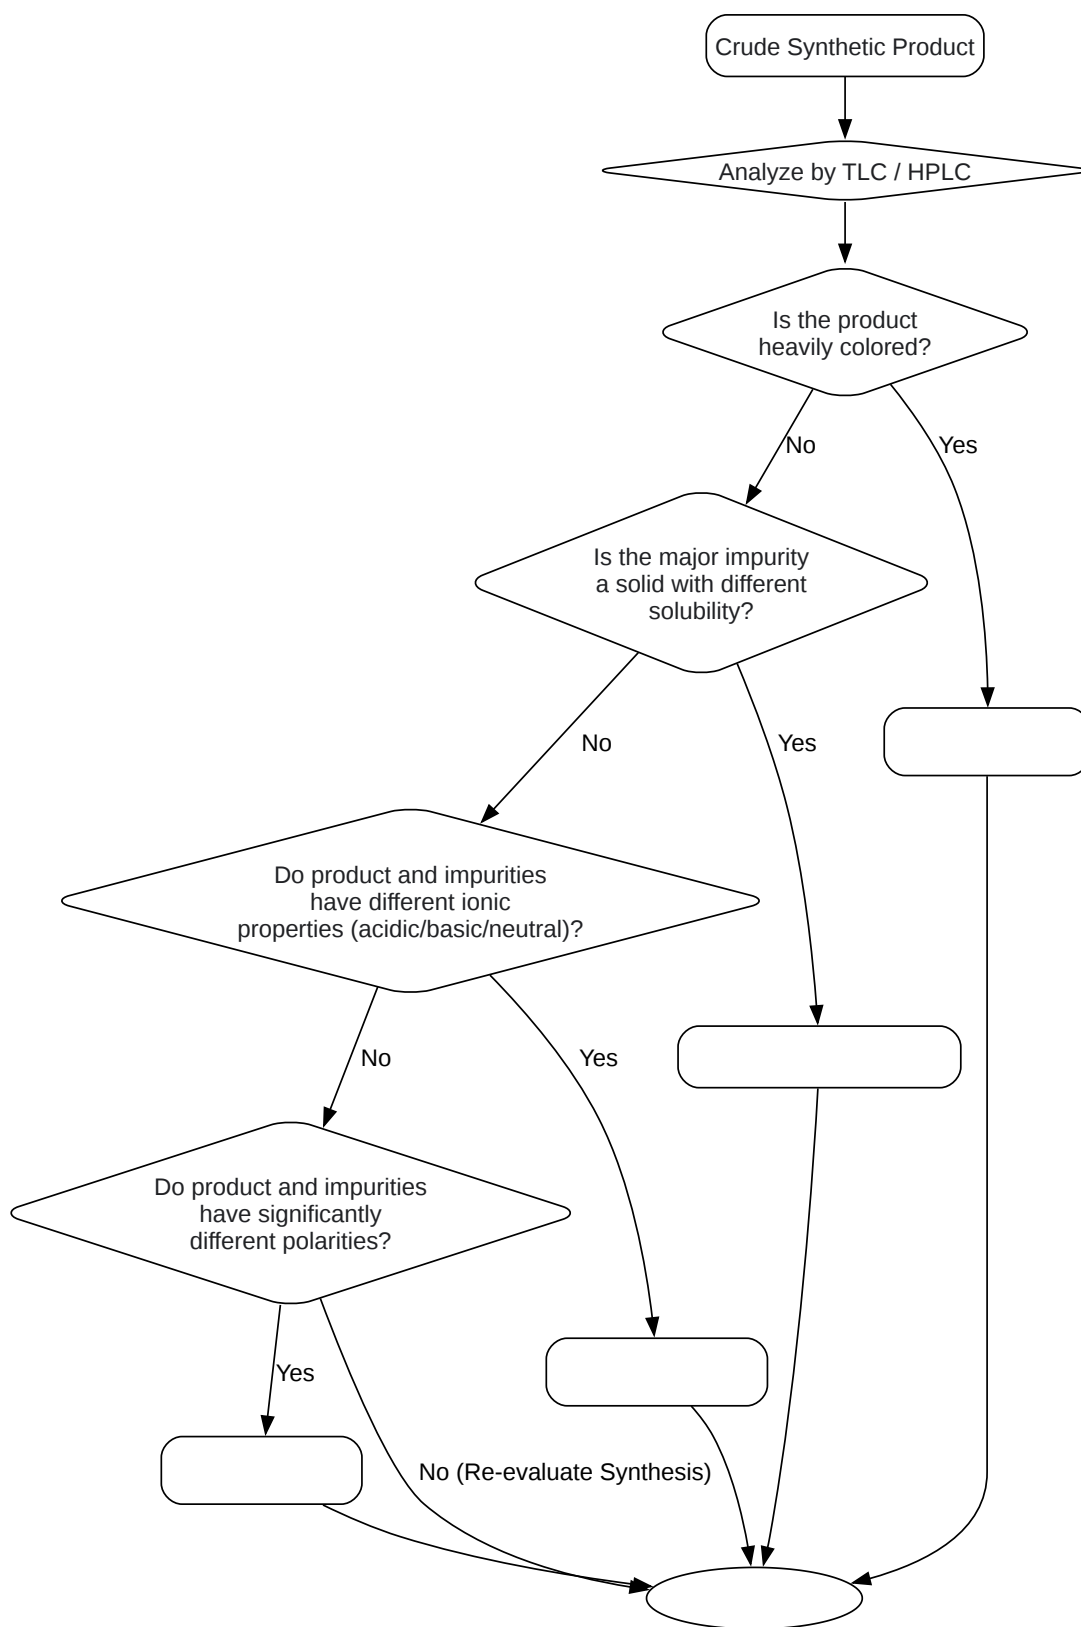 Crude Synthetic Product
Analyze by TLC / HPLC
Is the product
heavily colored?
No
Yes
Is the major impurity
a solid with different
solubility?
No
Yes
Do product and impurities
have different ionic
properties (acidic/basic/neutral)?
No
Yes
Do product and impurities
have significantly
different polarities?
Yes
No (Re-evaluate Synthesis)